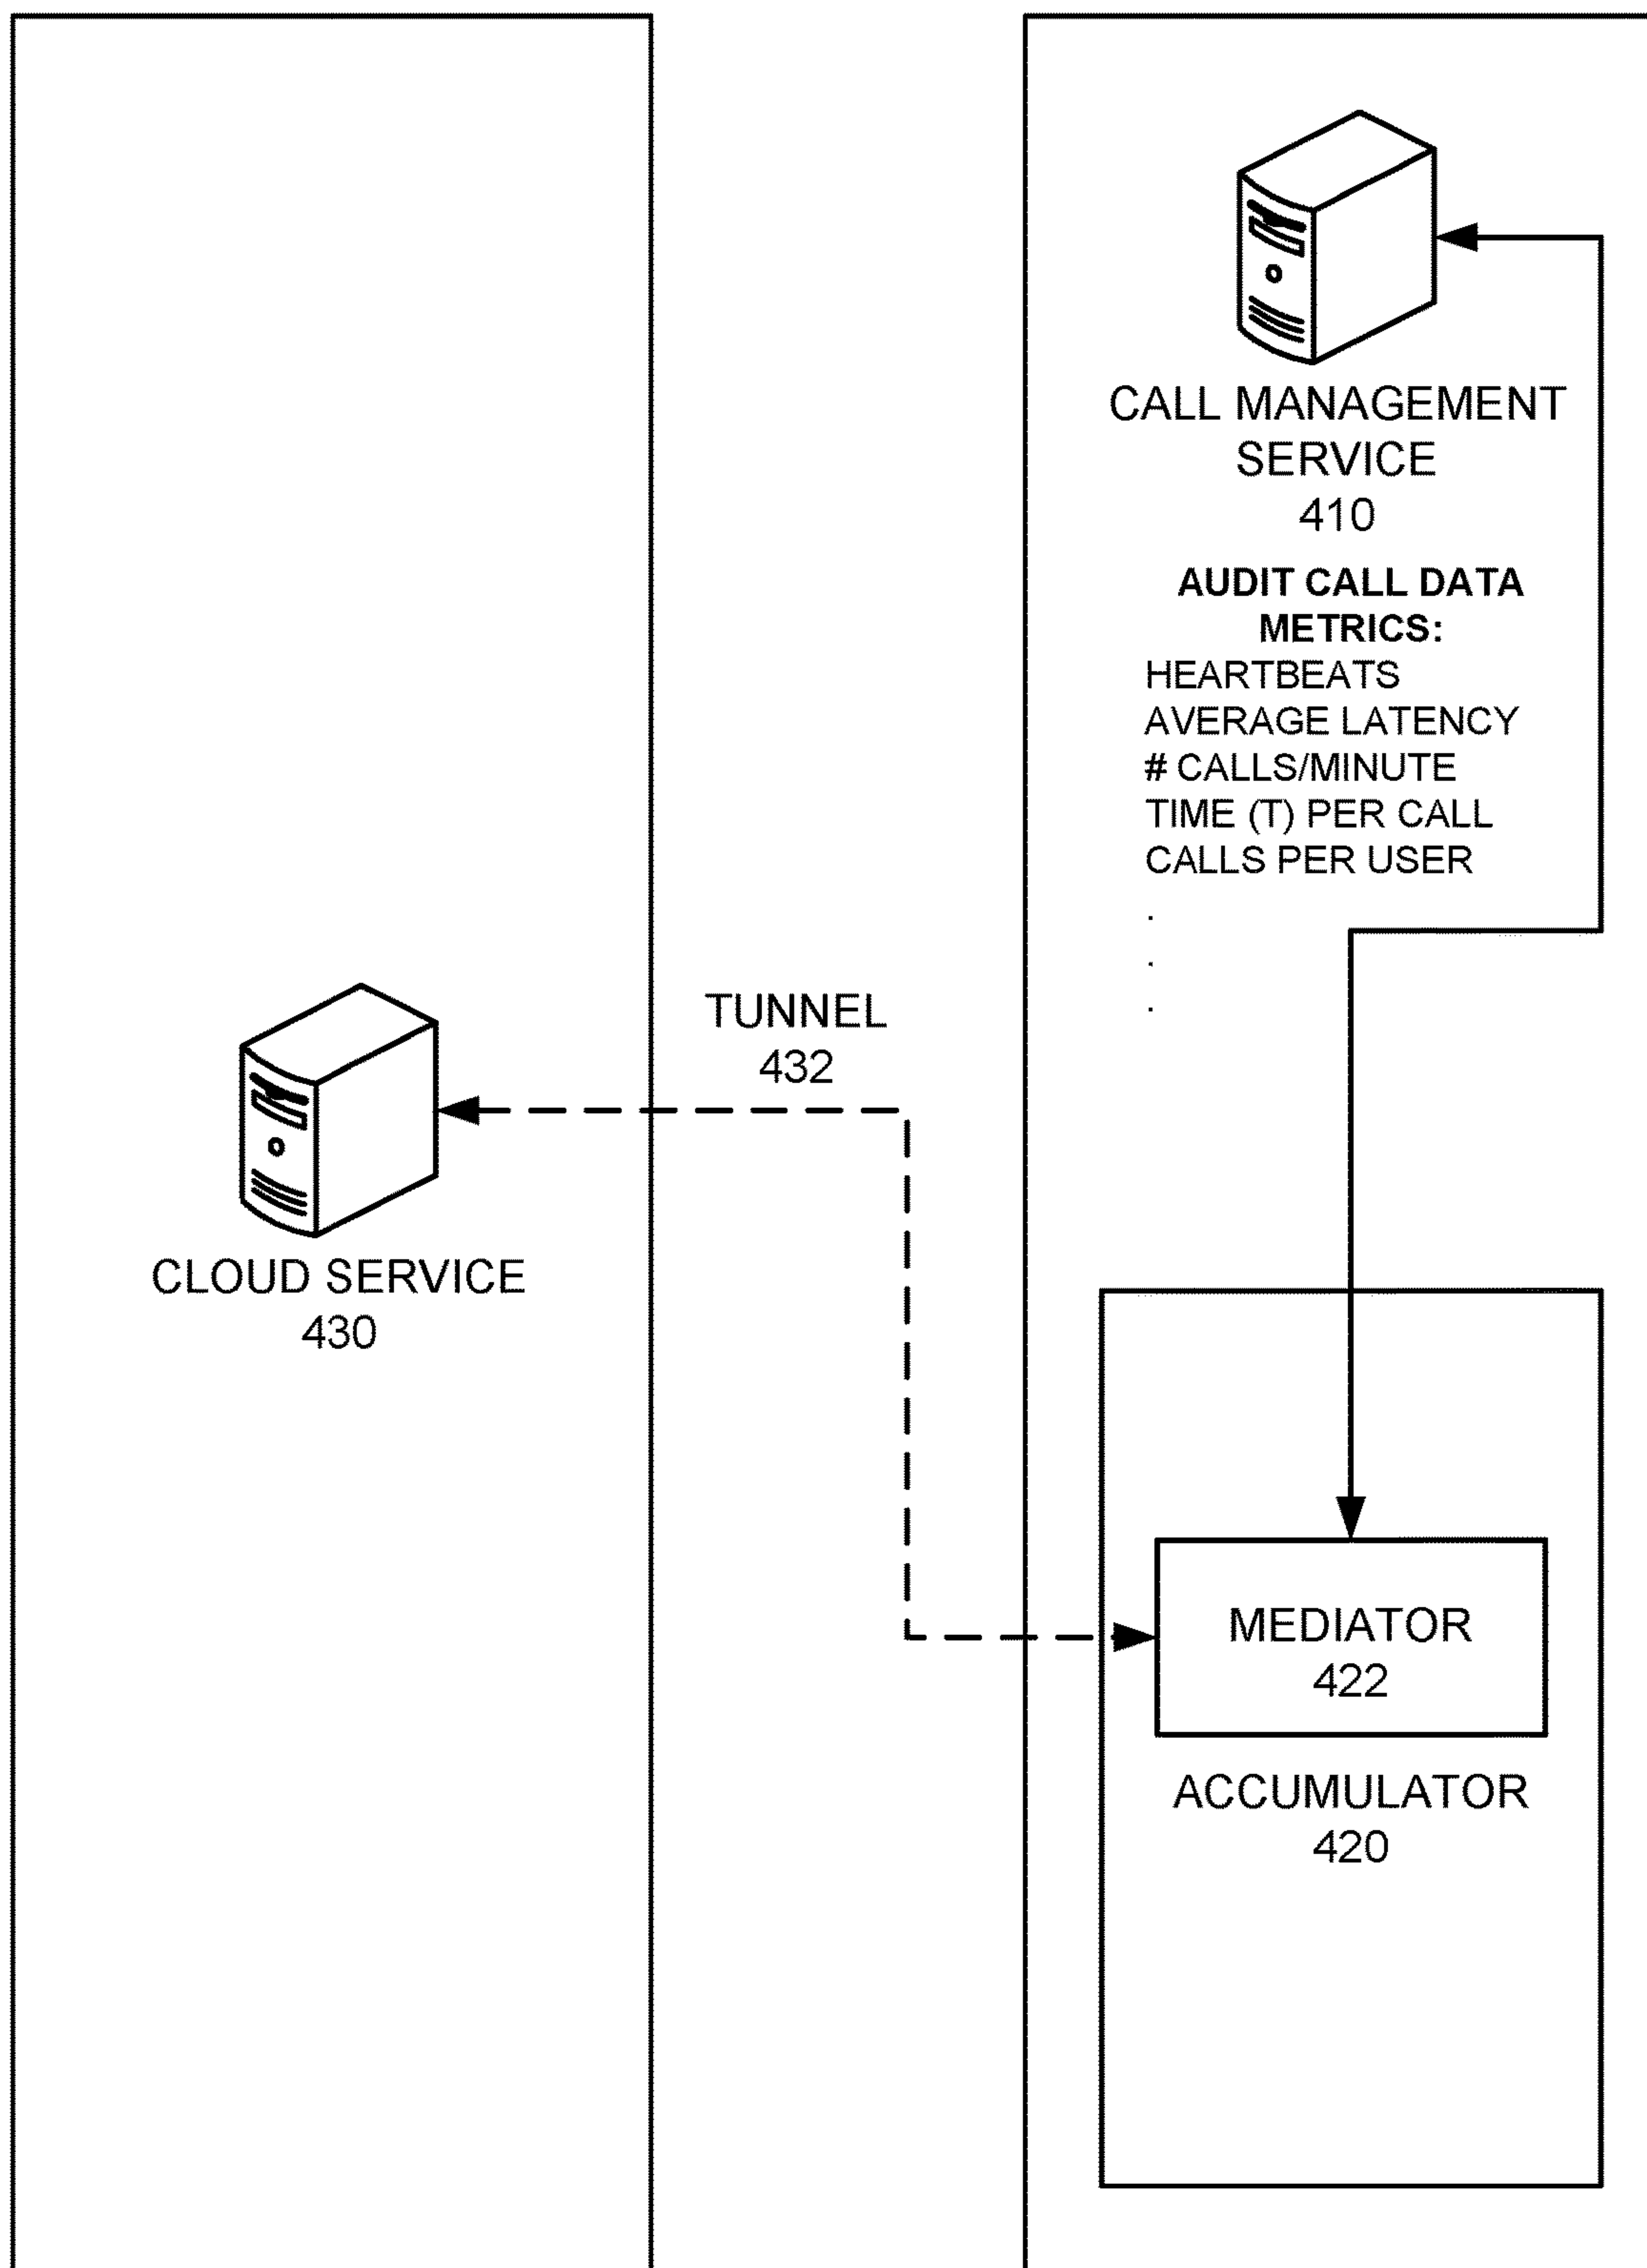 CALL MANAGEMENT
SERVICE
410
AUDIT CALL DATA
METRICS:
HEARTBEATS
AVERAGE LATENCY
# CALLS/MINUTE
TIME (T) PER CALL
CALLS PER USER
.
.
.
TUNNEL
432
CLOUD SERVICE
430
MEDIATOR
422
ACCUMULATOR
420